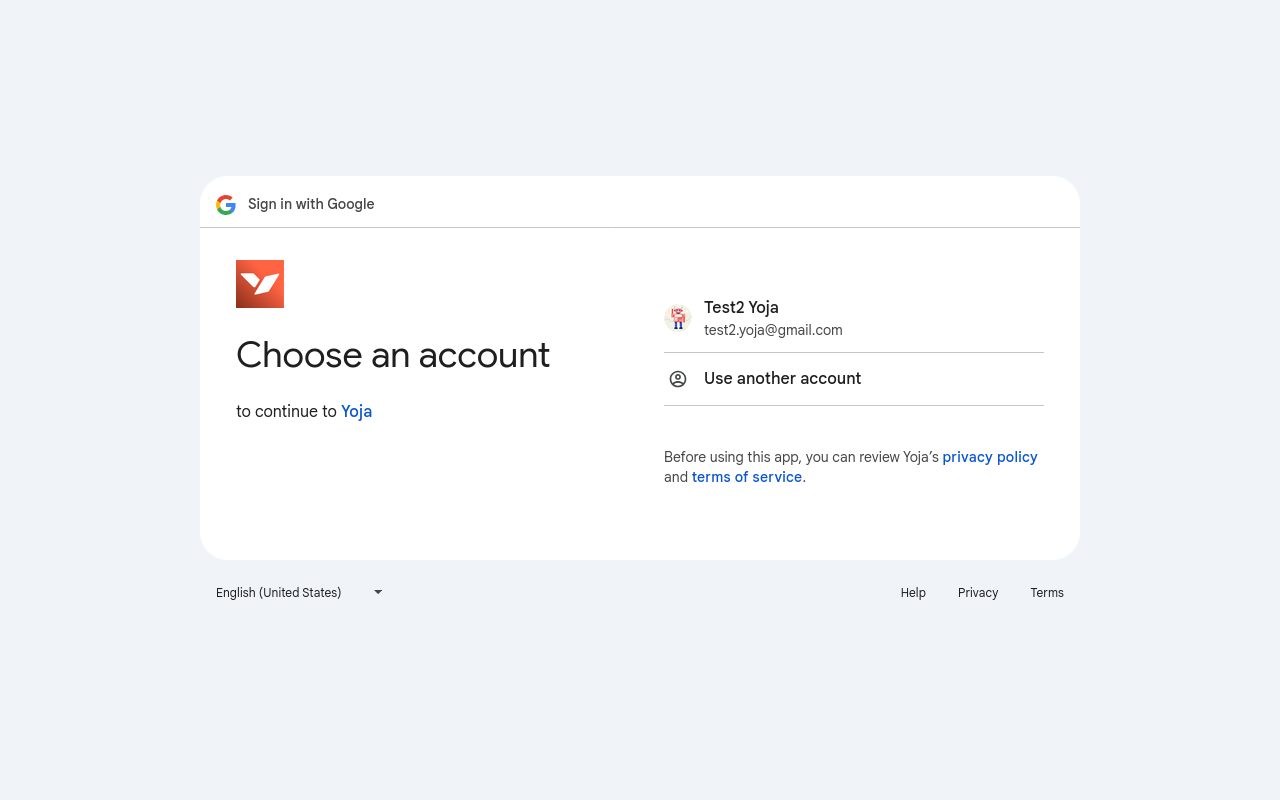 Sign in with Google
Choose an account
to continue to Yoja
Test2 Yoja
test2.yoja@gmail.com
Use another account
Before using this app, you can review Yoja’s privacy policy
and terms of service.
English (United States)
Help
Privacy
Terms